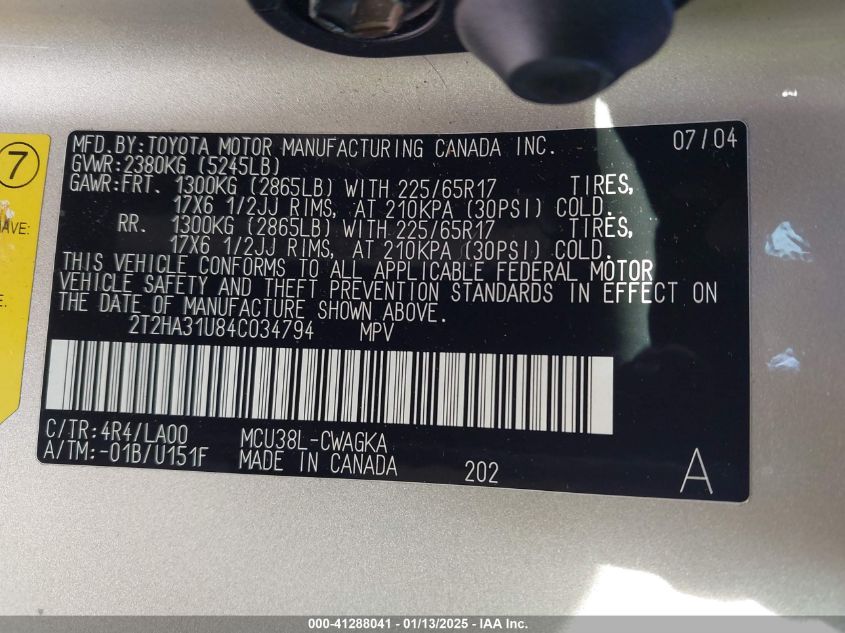 MFD.BY:TOYOTA MOTOR MANUFACTURING CANADA INC. 07/04
GVWR:2380KG (5245LB)
GAWR:FRT. 1300KG (2865LB) WITH 225/65R17 TIRES,
17X6 1/2JJ RIMS, AT 210KPA (30PSI) COLD.
RR. 1300KG (2865LB) WITH 225/65R17 TIRES,
17X6 1/2JJ RIMS, AT 210KPA (30PSI) COLD.
THIS VEHICLE CONFORMS TO ALL APPLICABLE FEDERAL MOTOR
VEHICLE SAFETY AND THEFT PREVENTION STANDARDS IN EFFECT ON
THE DATE OF MANUFACTURE SHOWN ABOVE.
2T2HA31U84C034794 MPV
C/TR:4R4/LA00 MCU38L-CWAGKA
A/TM:-01B/U151F MADE IN CANADA 202 A
7
AVE:
E.
000-41288041 - 01/13/2025 - IAA Inc.